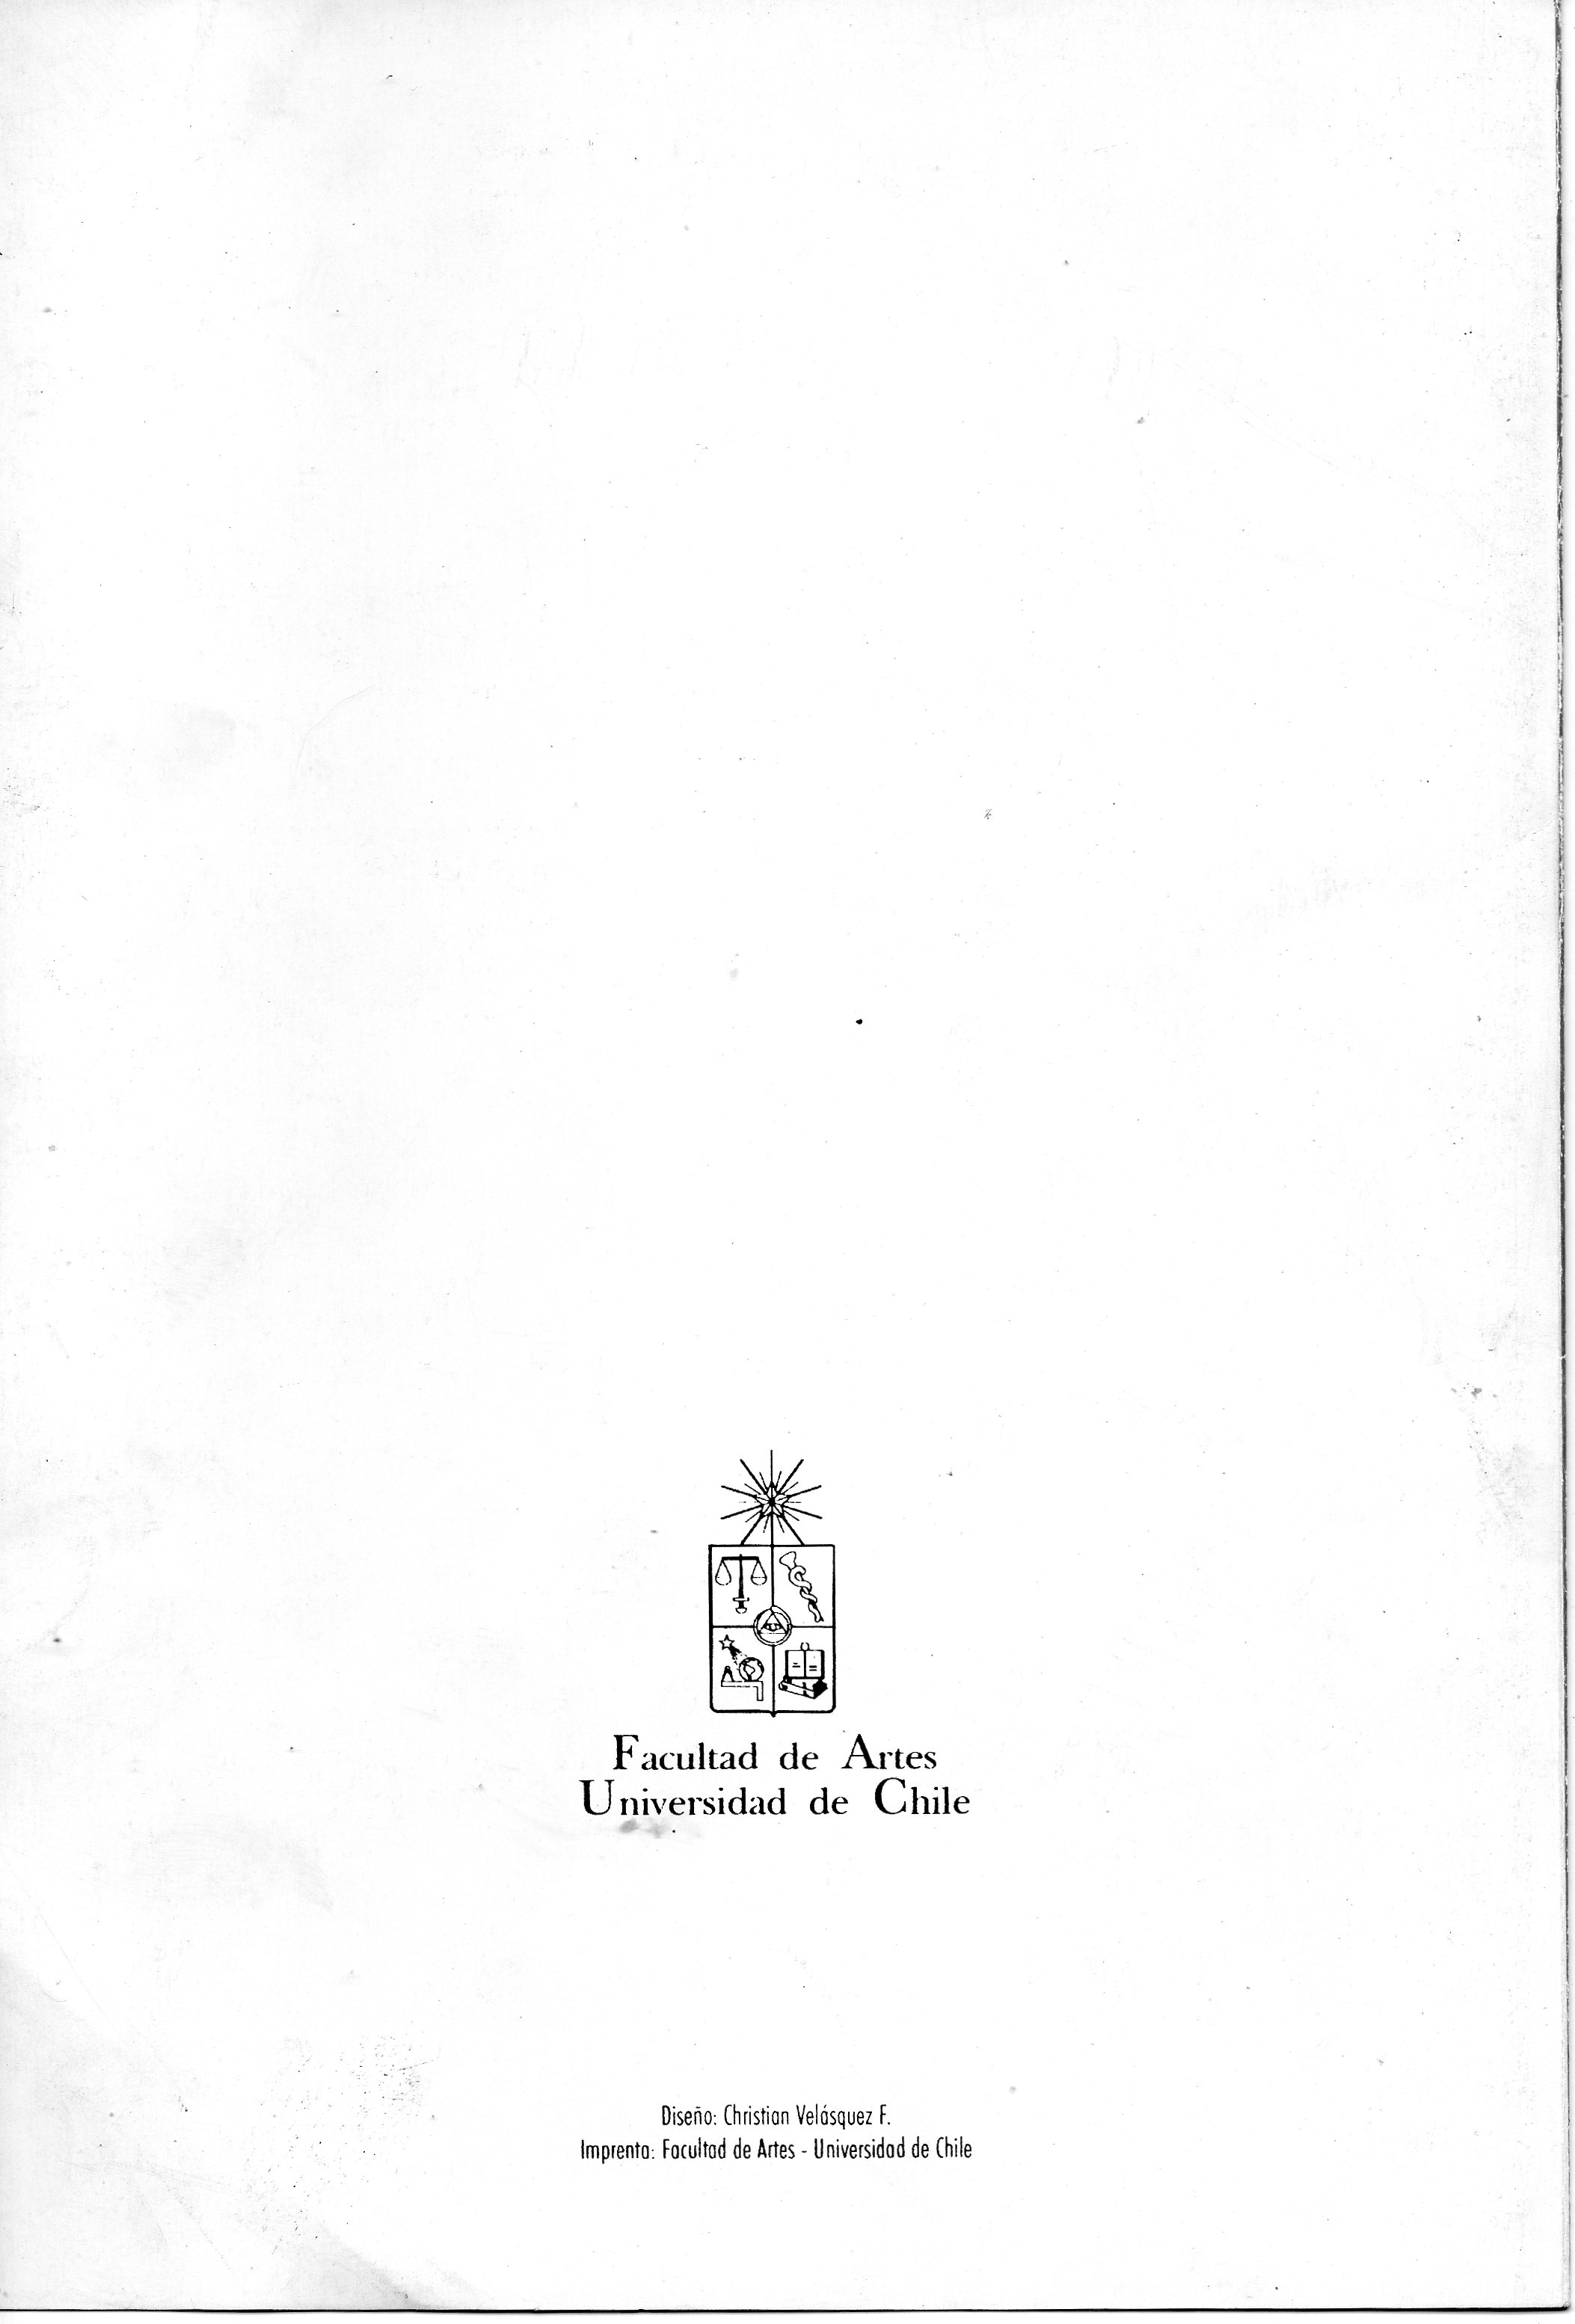 Facultad de Artes
Universidad de Chile
Diseño: Christian Velásquez F.
Imprenta: Facultad de Artes - Universidad de Chile